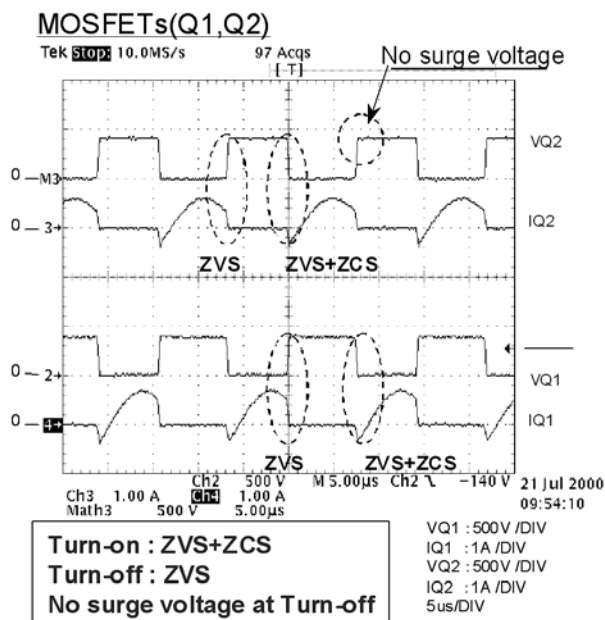 MOSFETs(Q1,Q2)
Tek Stop: 10.0MS/s 97 Acqs
[ T ]
No surge voltage
VQ2
0 — M3
0 — 3
IQ2
ZVS
ZVS+ZCS
0 — 2
VQ1
0 — 4
IQ1
ZVS
ZVS+ZCS
Ch2 500 V M 5.00µs Ch2 -140 V
Ch3 1.00 A Ch4 1.00 A
Math3 500 V 5.00µs
21 Jul 2000
09:54:10
Turn-on : ZVS+ZCS
Turn-off : ZVS
No surge voltage at Turn-off
VQ1 : 500V /DIV
IQ1 : 1A / DIV
VQ2 : 500V /DIV
IQ2 : 1A / DIV
5us/DIV